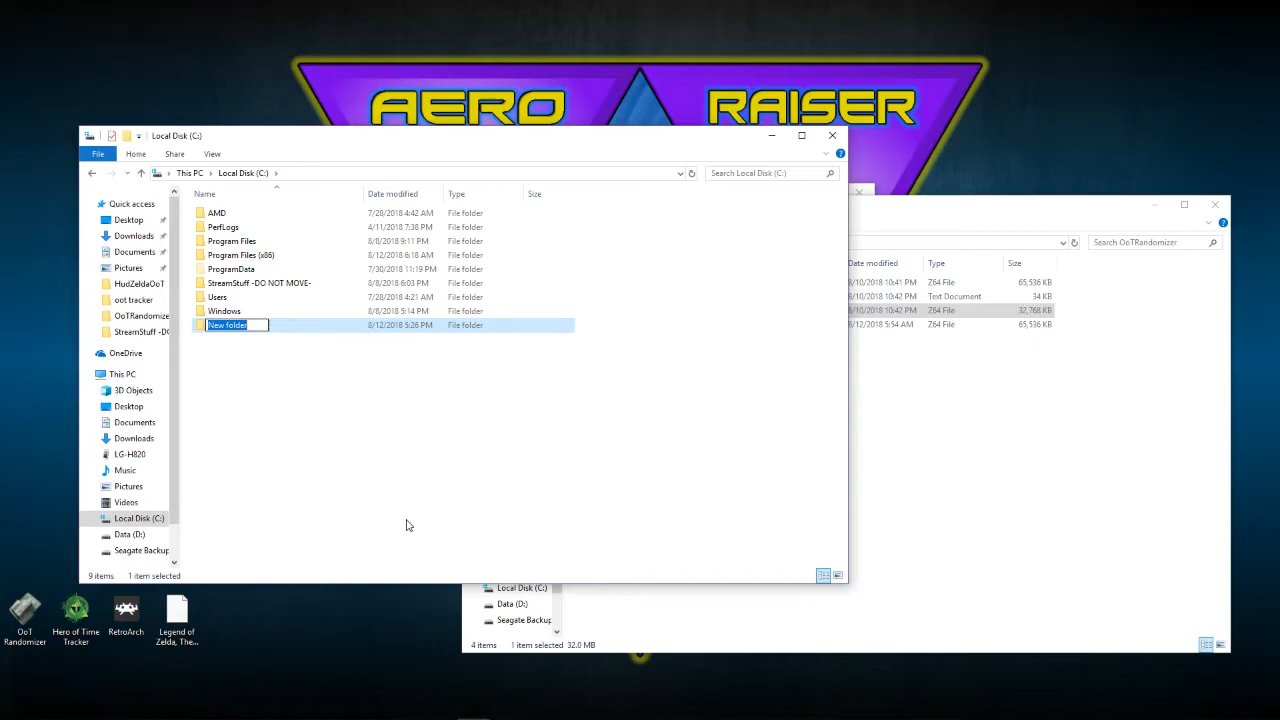 AERO RAISER
Local Disk (C:)
File Home Share View
This PC Local Disk (C:) Search Local Disk (C:)
Name Date modified Type Size
Quick access
Desktop
Downloads
Documents
Pictures
HudZeldaOoT
oot tracker
OoTRandomize
StreamStuff -DO
OneDrive
This PC
3D Objects
Desktop
Documents
Downloads
LG-H820
Music
Pictures
Videos
Local Disk (C:)
Data (D:)
Seagate Backup
AMD 7/28/2018 4:42 AM File folder
PerfLogs 4/11/2018 7:38 PM File folder
Program Files 8/8/2018 9:11 PM File folder
Program Files (x86) 8/12/2018 6:18 AM File folder
ProgramData 7/30/2018 11:19 PM File folder
StreamStuff -DO NOT MOVE- 8/8/2018 6:03 PM File folder
Users 7/28/2018 4:21 AM File folder
Windows 8/8/2018 5:14 PM File folder
New folder 8/12/2018 5:26 PM File folder
9 items 1 item selected
Search OoTRandomizer
Date modified Type Size
8/10/2018 10:41 PM Z64 File 65,536 KB
8/10/2018 10:42 PM Text Document 34 KB
8/10/2018 10:42 PM Z64 File 32,768 KB
8/12/2018 5:54 AM Z64 File 65,536 KB
Local Disk (C:)
Data (D:)
Seagate Backup
4 items 1 item selected 32.0 MB
OoT
Randomizer
Hero of Time
Tracker
RetroArch
Legend of
Zelda, The...